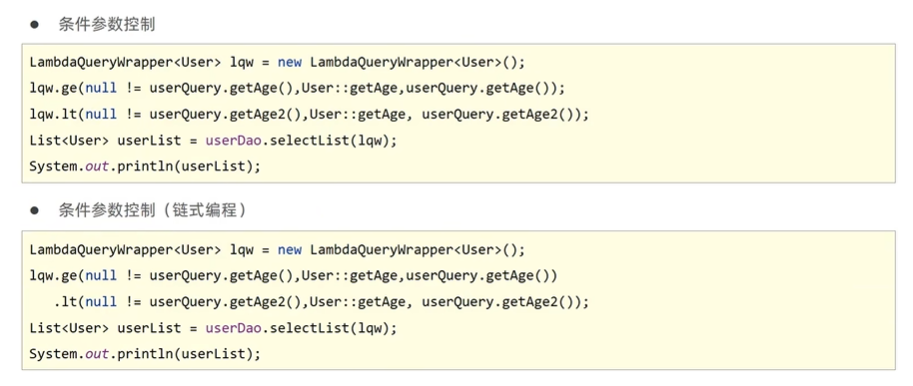 ● 条件参数控制
LambdaQueryWrapper<User> lqw = new LambdaQueryWrapper<User>();
lqw.ge(null != userQuery.getAge(),User::getAge,userQuery.getAge());
lqw.lt(null != userQuery.getAge2(),User::getAge, userQuery.getAge2());
List<User> userList = userDao.selectList(lqw);
System.out.println(userList);
● 条件参数控制（链式编程）
LambdaQueryWrapper<User> lqw = new LambdaQueryWrapper<User>();
lqw.ge(null != userQuery.getAge(),User::getAge,userQuery.getAge())
   .lt(null != userQuery.getAge2(),User::getAge, userQuery.getAge2());
List<User> userList = userDao.selectList(lqw);
System.out.println(userList);